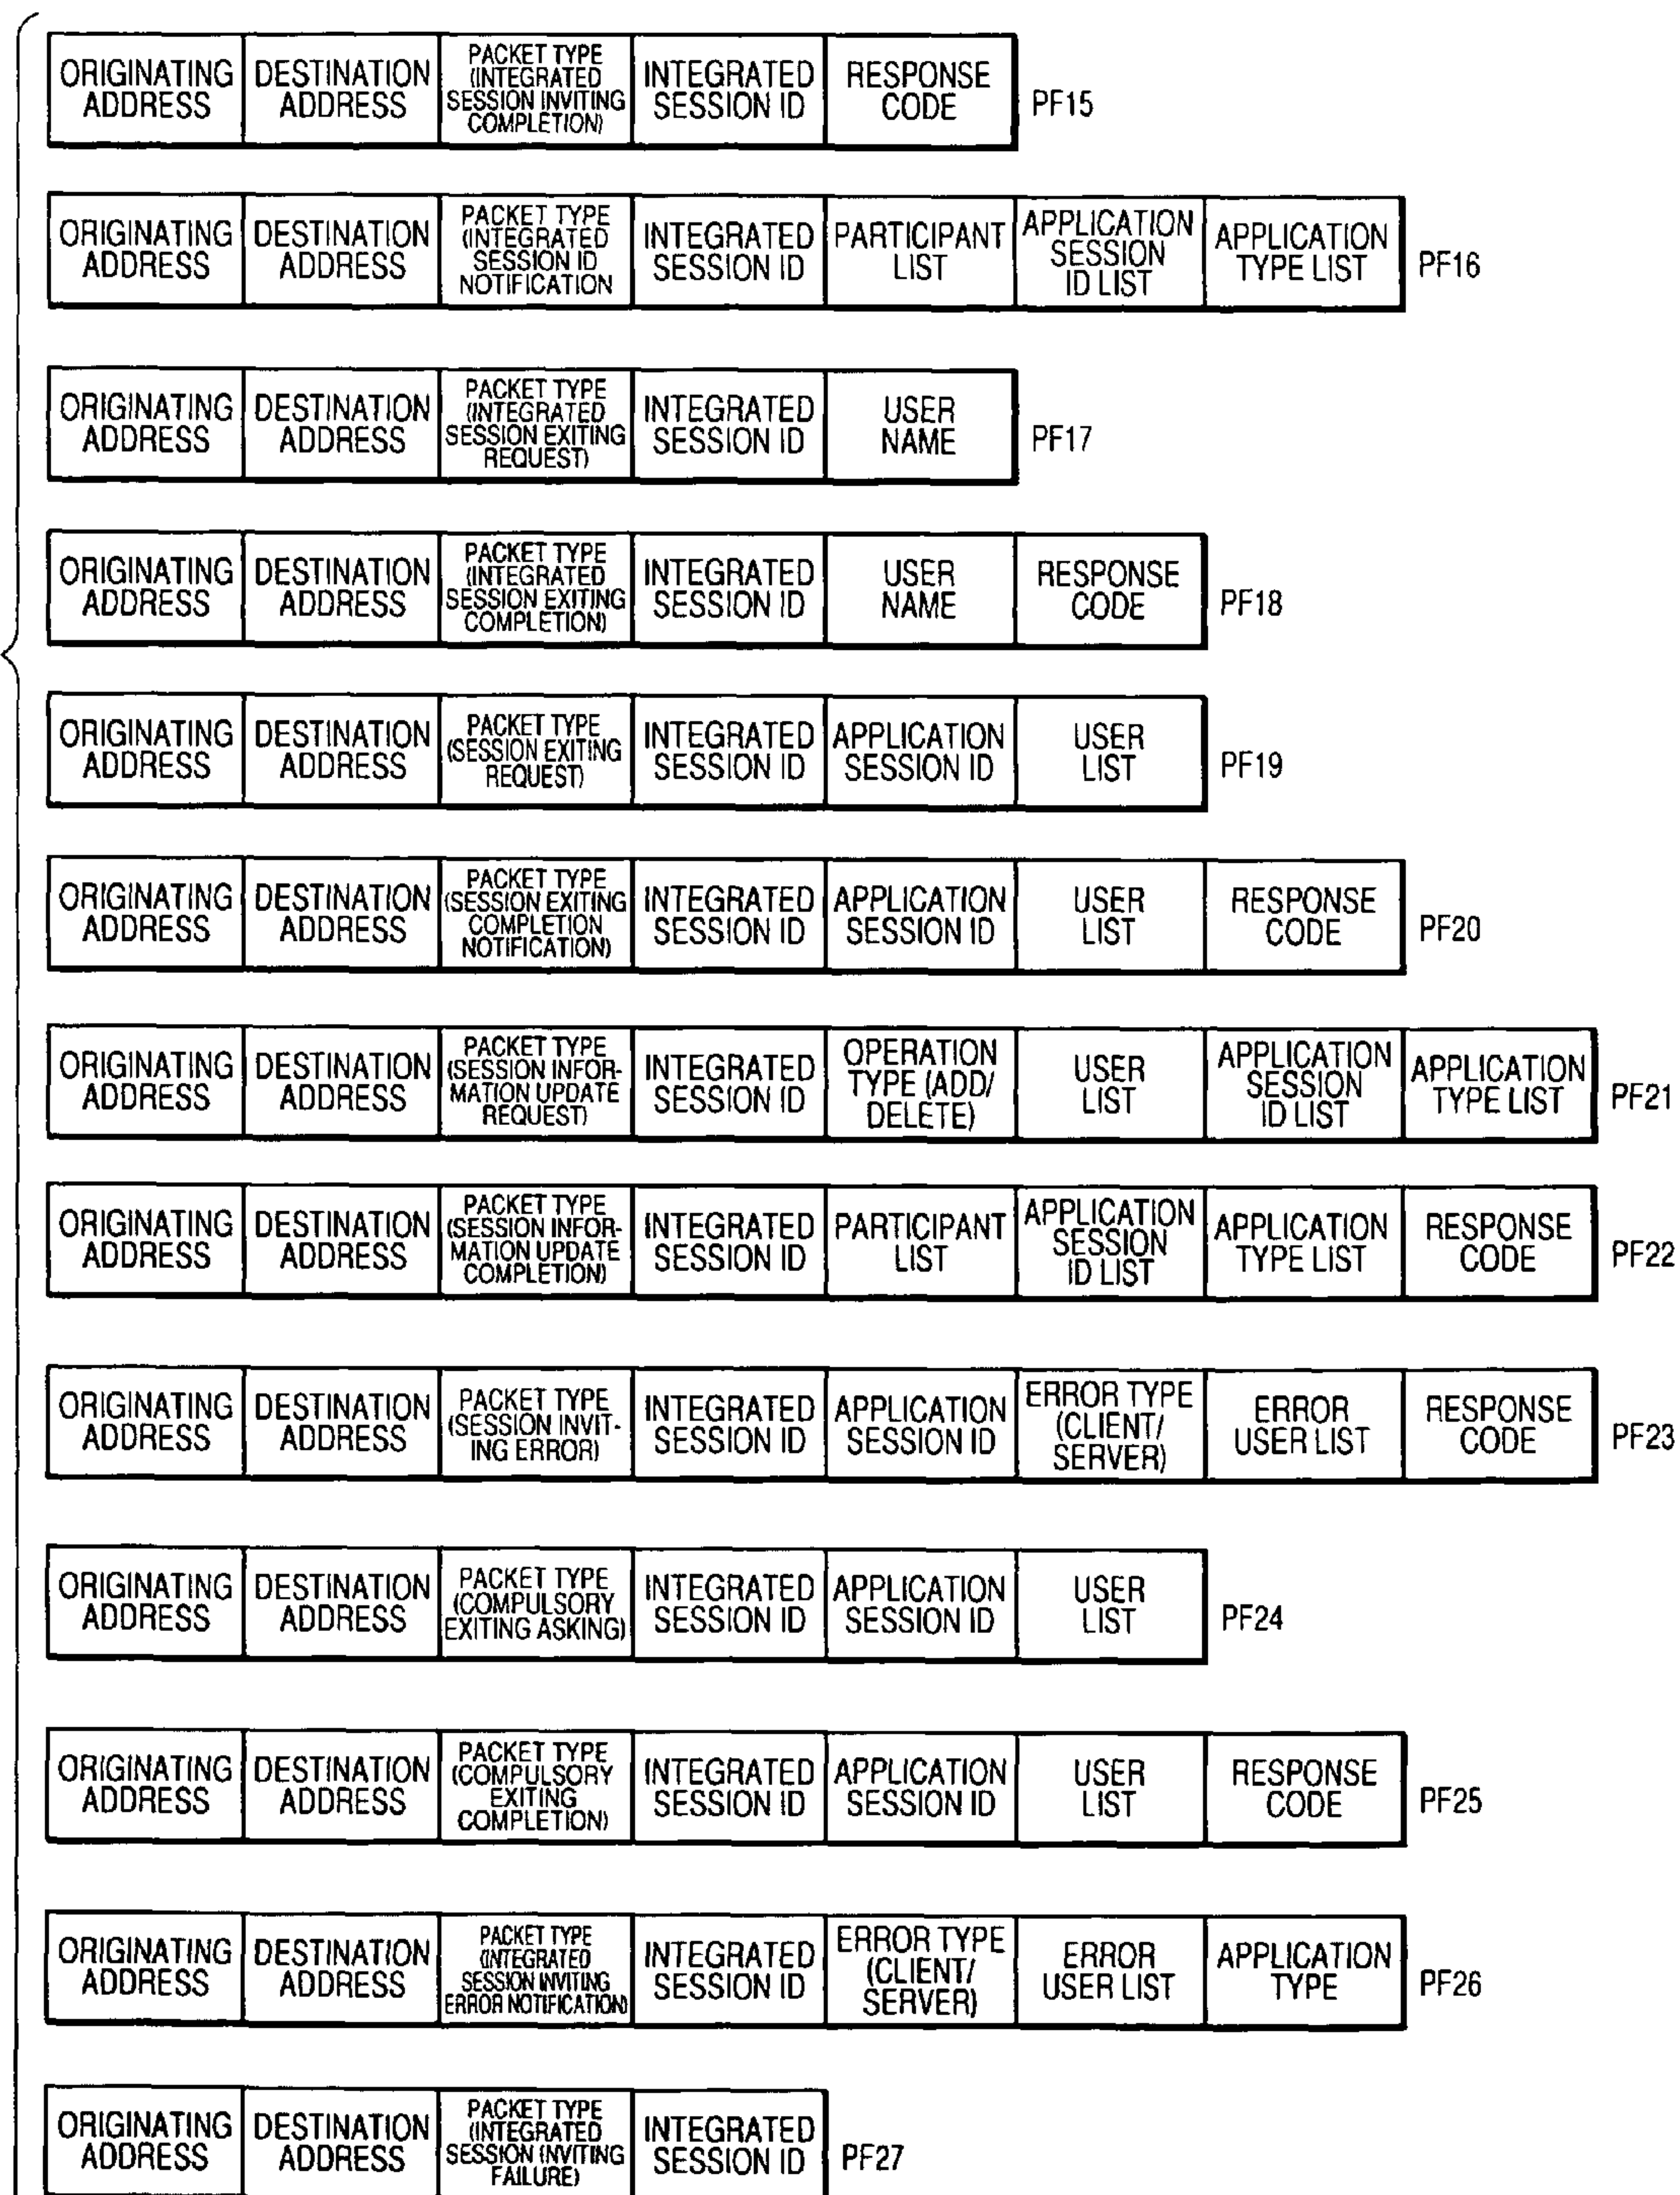 ORIGINATING ADDRESS DESTINATION ADDRESS PACKET TYPE (INTEGRATED SESSION INVITING COMPLETION) INTEGRATED SESSION ID RESPONSE CODE PF15
ORIGINATING ADDRESS DESTINATION ADDRESS PACKET TYPE (INTEGRATED SESSION ID NOTIFICATION INTEGRATED SESSION ID PARTICIPANT LIST APPLICATION SESSION ID LIST APPLICATION TYPE LIST PF16
ORIGINATING ADDRESS DESTINATION ADDRESS PACKET TYPE (INTEGRATED SESSION EXITING REQUEST) INTEGRATED SESSION ID USER NAME PF17
ORIGINATING ADDRESS DESTINATION ADDRESS PACKET TYPE (INTEGRATED SESSION EXITING COMPLETION) INTEGRATED SESSION ID USER NAME RESPONSE CODE PF18
ORIGINATING ADDRESS DESTINATION ADDRESS PACKET TYPE (SESSION EXITING REQUEST) INTEGRATED SESSION ID APPLICATION SESSION ID USER LIST PF19
ORIGINATING ADDRESS DESTINATION ADDRESS PACKET TYPE (SESSION EXITING COMPLETION NOTIFICATION) INTEGRATED SESSION ID APPLICATION SESSION ID USER LIST RESPONSE CODE PF20
ORIGINATING ADDRESS DESTINATION ADDRESS PACKET TYPE (SESSION INFOR- MATION UPDATE REQUEST) INTEGRATED SESSION ID OPERATION TYPE (ADD/ DELETE) USER LIST APPLICATION SESSION ID LIST APPLICATION TYPE LIST PF21
ORIGINATING ADDRESS DESTINATION ADDRESS PACKET TYPE (SESSION INFOR- MATION UPDATE COMPLETION) INTEGRATED SESSION ID PARTICIPANT LIST APPLICATION SESSION ID LIST APPLICATION TYPE LIST RESPONSE CODE PF22
ORIGINATING ADDRESS DESTINATION ADDRESS PACKET TYPE (SESSION INVIT- ING ERROR) INTEGRATED SESSION ID APPLICATION SESSION ID ERROR TYPE (CLIENT/ SERVER) ERROR USER LIST RESPONSE CODE PF23
ORIGINATING ADDRESS DESTINATION ADDRESS PACKET TYPE (COMPULSORY EXITING ASKING) INTEGRATED SESSION ID APPLICATION SESSION ID USER LIST PF24
ORIGINATING ADDRESS DESTINATION ADDRESS PACKET TYPE (COMPULSORY EXITING COMPLETION) INTEGRATED SESSION ID APPLICATION SESSION ID USER LIST RESPONSE CODE PF25
ORIGINATING ADDRESS DESTINATION ADDRESS PACKET TYPE (INTEGRATED SESSION INVITING ERROR NOTIFICATION) INTEGRATED SESSION ID ERROR TYPE (CLIENT/ SERVER) ERROR USER LIST APPLICATION TYPE PF26
ORIGINATING ADDRESS DESTINATION ADDRESS PACKET TYPE (INTEGRATED SESSION INVITING FAILURE) INTEGRATED SESSION ID PF27